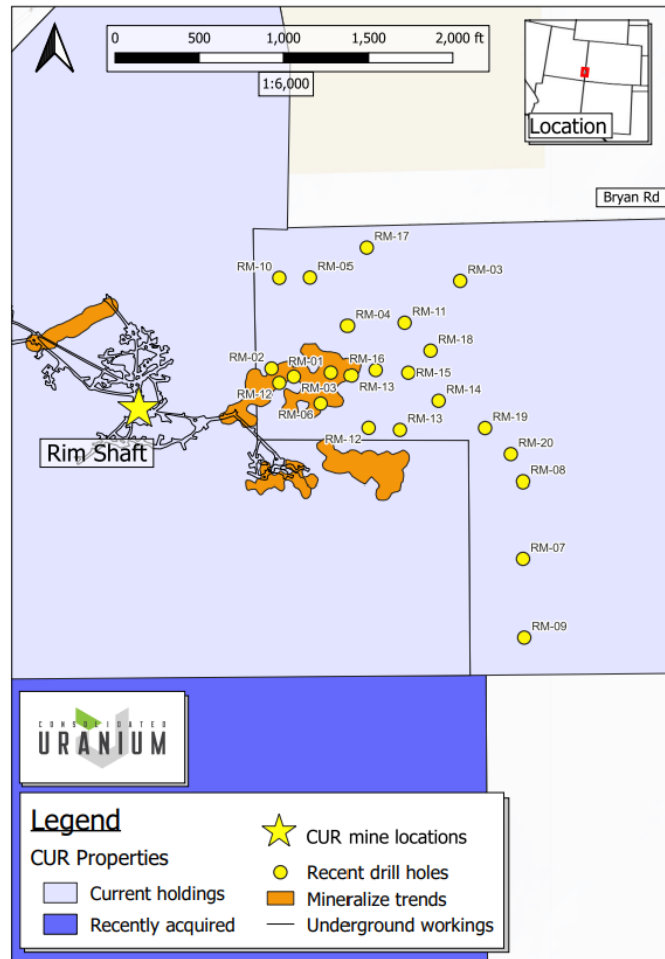 0 500 1,000 1,500 2,000 ft
1:6,000
Location
Bryan Rd
RM-17
RM-10
RM-05
RM-03
RM-04
RM-11
RM-18
RM-02
RM-01
RM-16
RM-15
RM-13
RM-12
RM-03
RM-14
RM-06
RM-12
RM-13
RM-19
RM-20
RM-08
Rim Shaft
RM-07
RM-09
CONSOLIDATED
URANIUM
Legend
CUR Properties
Current holdings
Recently acquired
CUR mine locations
Recent drill holes
Mineralize trends
Underground workings